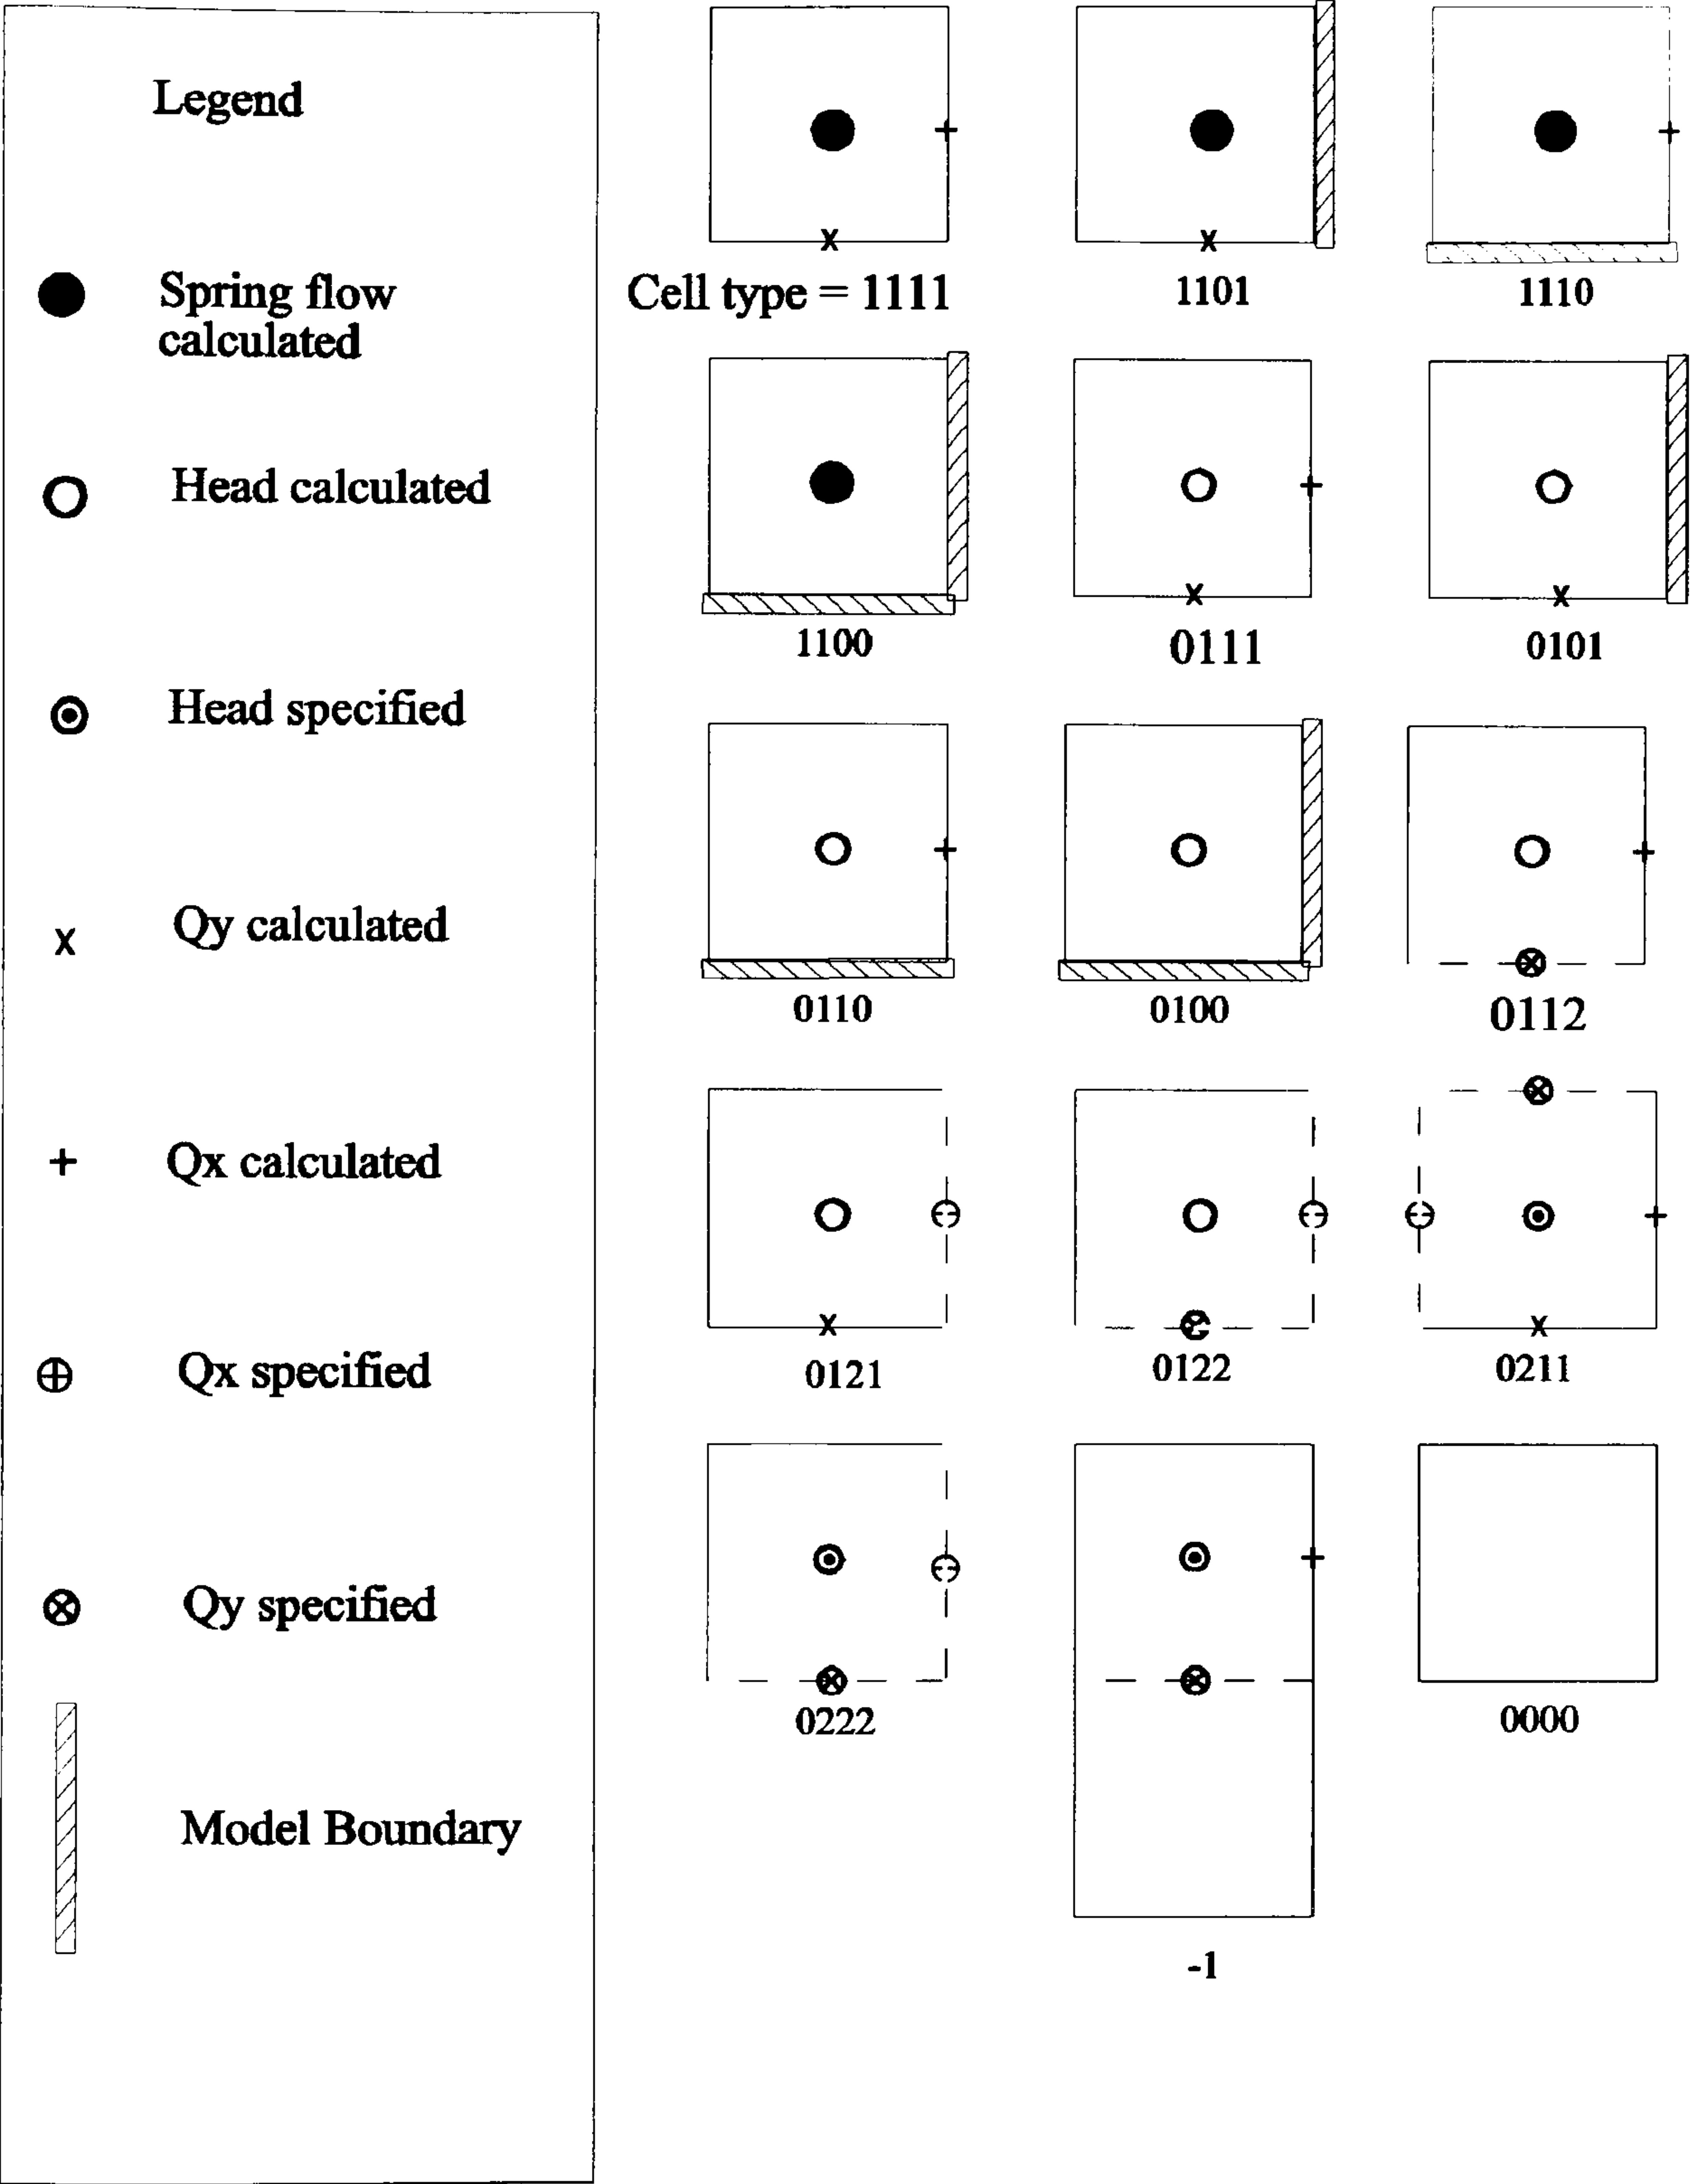 Legend
Spring flow
calculated
Head calculated
Head specified
Qy calculated
Qx calculated
Qx specified
Qy specified
Model Boundary
Cell type = 1111
1101
1110
1100
0111
0101
0110
0100
0112
0121
0122
0211
0222
-1
0000